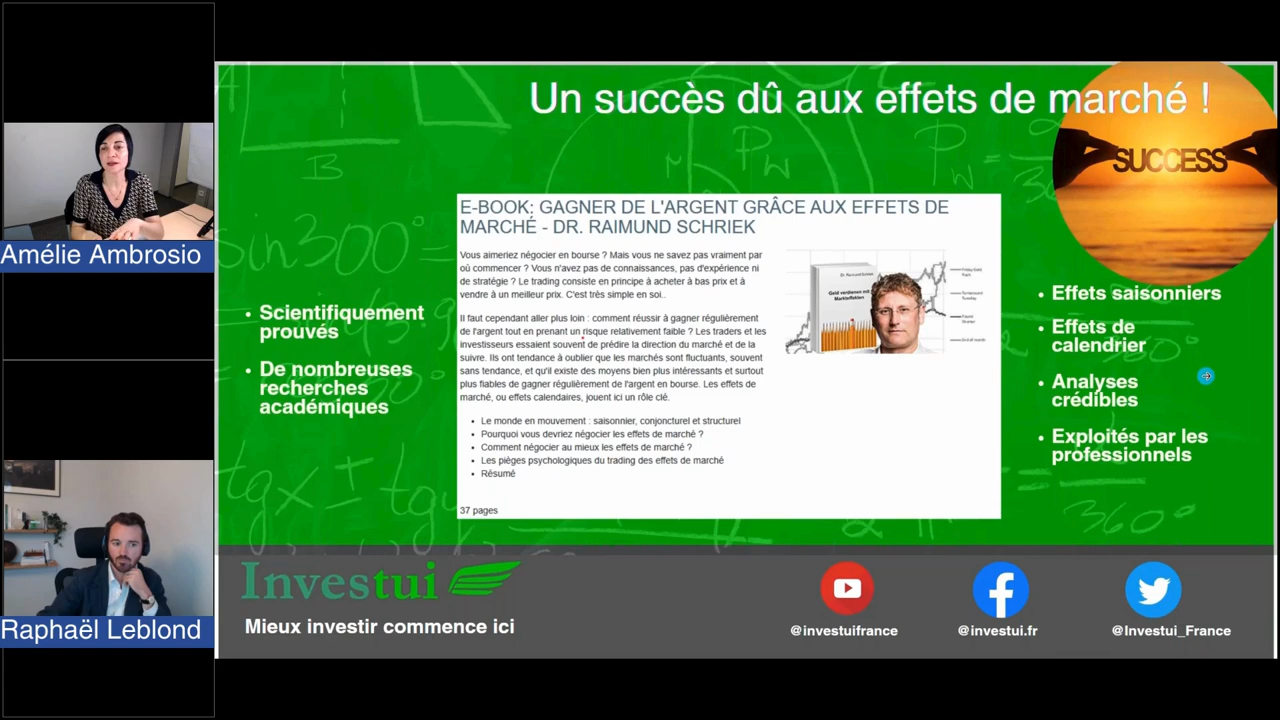 Un succès dû aux effets de marché !
SUCCESS
Amélie Ambrosio
Raphaël Leblond
• Scientifiquement
prouvés
• De nombreuses
recherches
académiques
E-BOOK: GAGNER DE L'ARGENT GRÂCE AUX EFFETS DE
MARCHÉ - DR. RAIMUND SCHRIEK
Vous aimeriez négocier en bourse ? Mais vous ne savez pas vraiment par
où commencer ? Vous n'avez pas de connaissances, pas d'expérience ni
de stratégie ? Le trading consiste en principe à acheter à bas prix et à
vendre à un meilleur prix. C'est très simple en soi..
Il faut cependant aller plus loin : comment réussir à gagner régulièrement
de l'argent tout en prenant un risque relativement faible ? Les traders et les
investisseurs essaient souvent de prédire la direction du marché et de la
suivre. Ils ont tendance à oublier que les marchés sont fluctuants, souvent
sans tendance, et qu'il existe des moyens bien plus intéressants et surtout
plus fiables de gagner régulièrement de l'argent en bourse. Les effets de
marché, ou effets calendaires, jouent ici un rôle clé.
• Le monde en mouvement : saisonnier, conjoncturel et structurel
• Pourquoi vous devriez négocier les effets de marché ?
• Comment négocier au mieux les effets de marché ?
• Les pièges psychologiques du trading des effets de marché
• Résumé
37 pages
Dr. Raimund Schriek
Geld verdienen mit
Markteffekten
• Effets saisonniers
• Effets de
calendrier
• Analyses
crédibles
• Exploités par les
professionnels
sin300°=
B
360°
Investui
Mieux investir commence ici
@investuifrance
@investui.fr
@Investui_France